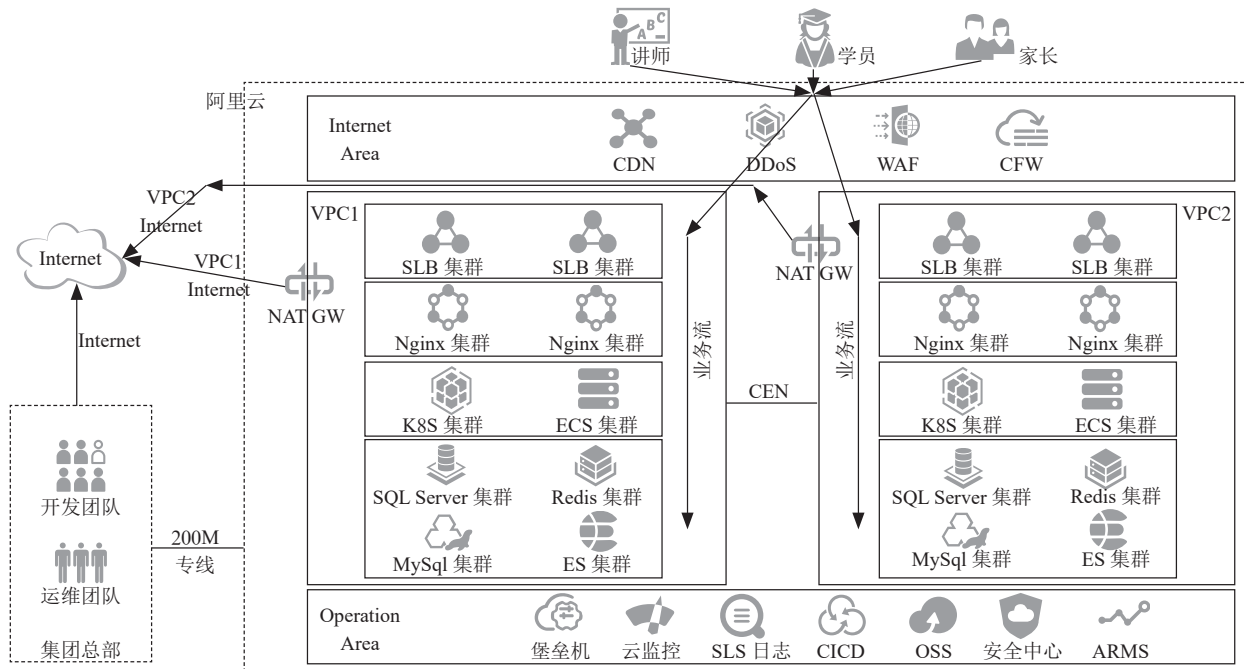 讲师
学员
家长
阿里云
Internet
Area
CDN
DDoS
WAF
CFW
VPC2
Internet
Internet
VPC1
Internet
NAT GW
Internet
VPC1
SLB 集群
SLB 集群
Nginx 集群
Nginx 集群
K8S 集群
ECS 集群
SQL Server 集群
Redis 集群
MySql 集群
ES 集群
业务流
NAT GW
CEN
业务流
VPC2
SLB 集群
SLB 集群
Nginx 集群
Nginx 集群
K8S 集群
ECS 集群
SQL Server 集群
Redis 集群
MySql 集群
ES 集群
开发团队
运维团队
集团总部
200M
专线
Operation
Area
堡垒机
云监控
SLS 日志
CICD
OSS
安全中心
ARMS